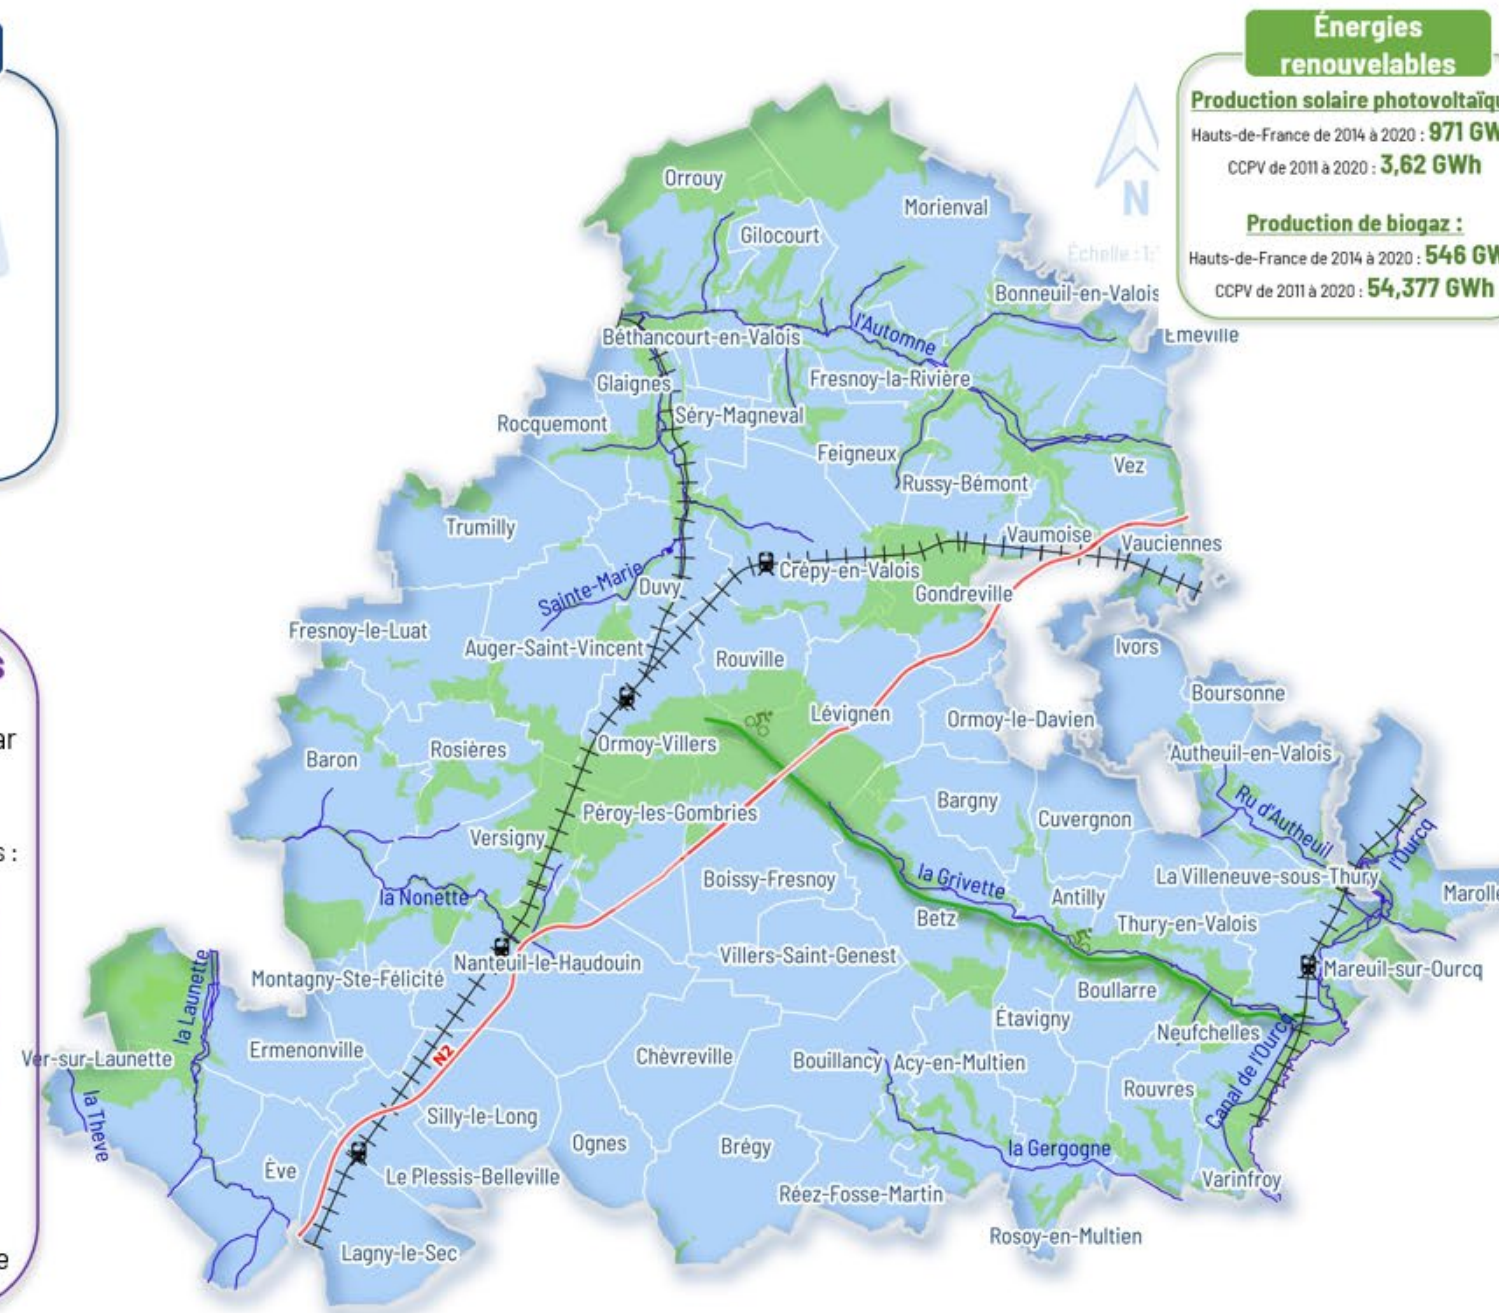 Énergies
renouvelables
Production solaire photovoltaïqu
Hauts-de-France de 2014 à 2020 : 971 GW
CCPV de 2011 à 2020 : 3,62 GWh
Production de biogaz :
Hauts-de-France de 2014 à 2020 : 546 GW
CCPV de 2011 à 2020 : 54,377 GWh
N
Échelle : 1:
Orrouy
Morienval
Gilocourt
Bonneuil-en-Valois
l'Automne
Béthancourt-en-Valois
Emeville
Glaignes
Fresnoy-la-Rivière
Séry-Magneval
Rocquemont
Feigneux
Vez
Russy-Bémont
Trumilly
Vaumoise
Vauciennes
Crépy-en-Valois
Sainte-Marie
Duvy
Gondreville
Fresnoy-le-Luat
Auger-Saint-Vincent
Rouville
Ivors
s
Boursonne
Lévignen
Ormoy-le-Davien
ar
Ormoy-Villers
Rosières
Baron
Autheuil-en-Valois
Bargny
Ru d'Autheuil
Péroy-les-Gombries
Cuvergnon
Versigny
s :
l'Ourcq
Boissy-Fresnoy
la Grivette
La Villeneuve-sous-Thury
la Nonette
Antilly
Marolle
Betz
Thury-en-Valois
Villers-Saint-Genest
Nanteuil-le-Haudouin
Mareuil-sur-Ourcq
Montagny-Ste-Félicité
Boullarre
la Launette
Étavigny
Neufchelles
Ermenonville
Ver-sur-Launette
N2
Chèvreville
Bouillancy
Acy-en-Multien
Canal de l'Ourcq
Rouvres
la Thève
Silly-le-Long
Ognes
Brégy
la Gergogne
Ève
Le Plessis-Belleville
Varinfroy
Réez-Fosse-Martin
Rosoy-en-Multien
Lagny-le-Sec
e